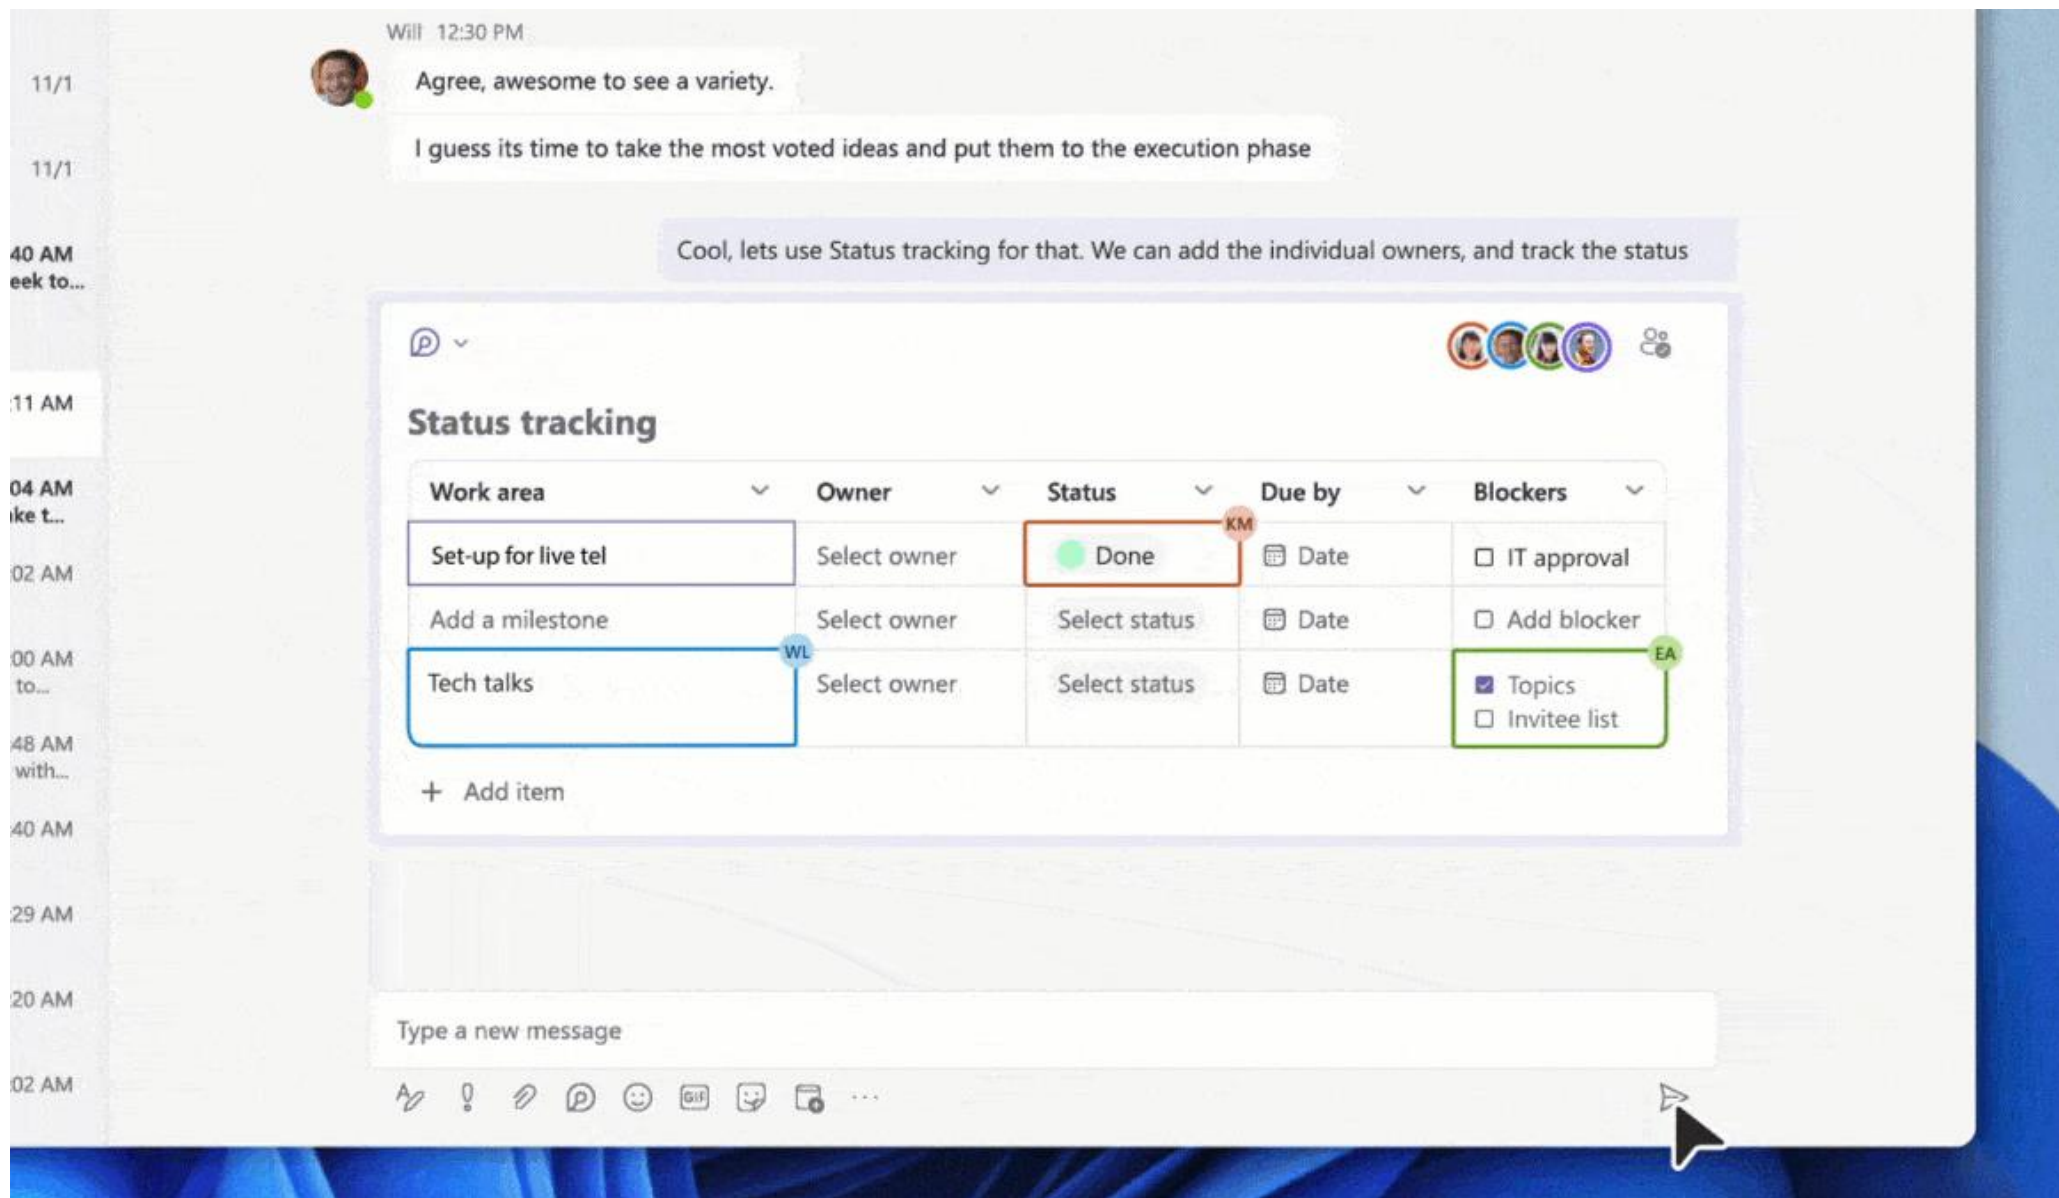 Will 12:30 PM
11/1
Agree, awesome to see a variety.
11/1
I guess its time to take the most voted ideas and put them to the execution phase
40 AM
eek to...
Cool, lets use Status tracking for that. We can add the individual owners, and track the status
:11 AM
Status tracking
04 AM
ke t...
Work area Owner Status Due by Blockers
KM
:02 AM
Set-up for live tel Select owner Done Date IT approval
Add a milestone Select owner Select status Date Add blocker
:00 AM
to...
WL
EA
Tech talks Select owner Select status Date Topics
Invitee list
:48 AM
with...
+ Add item
:40 AM
:29 AM
:20 AM
Type a new message
:02 AM
GIF
...